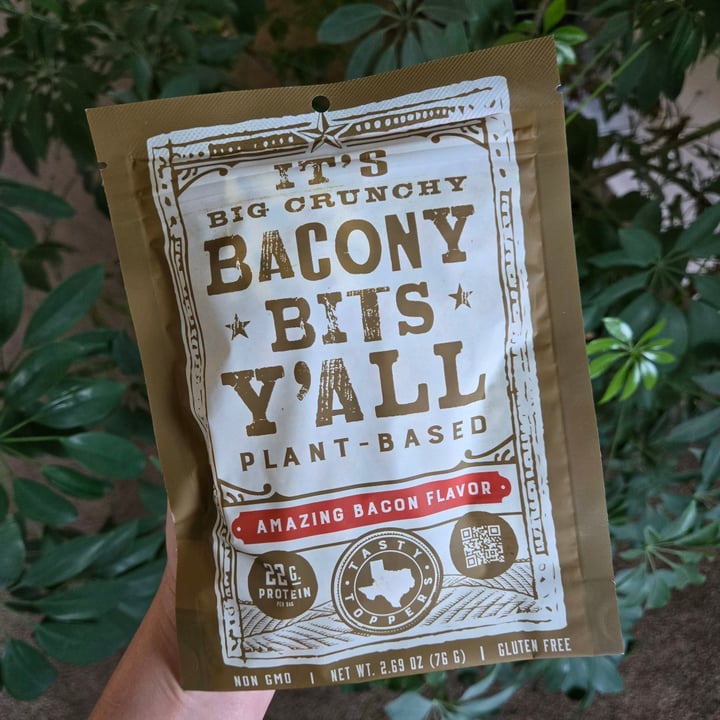 IT'S
BIG CRUNCHY
BACONY
BITS
Y'ALL
PLANT-BASED
AMAZING BACON FLAVOR
22G.
PROTEIN
PER BAG
TASTY
TOPPERS
NON GMO | NET WT. 2.69 OZ (76 G) | GLUTEN FREE